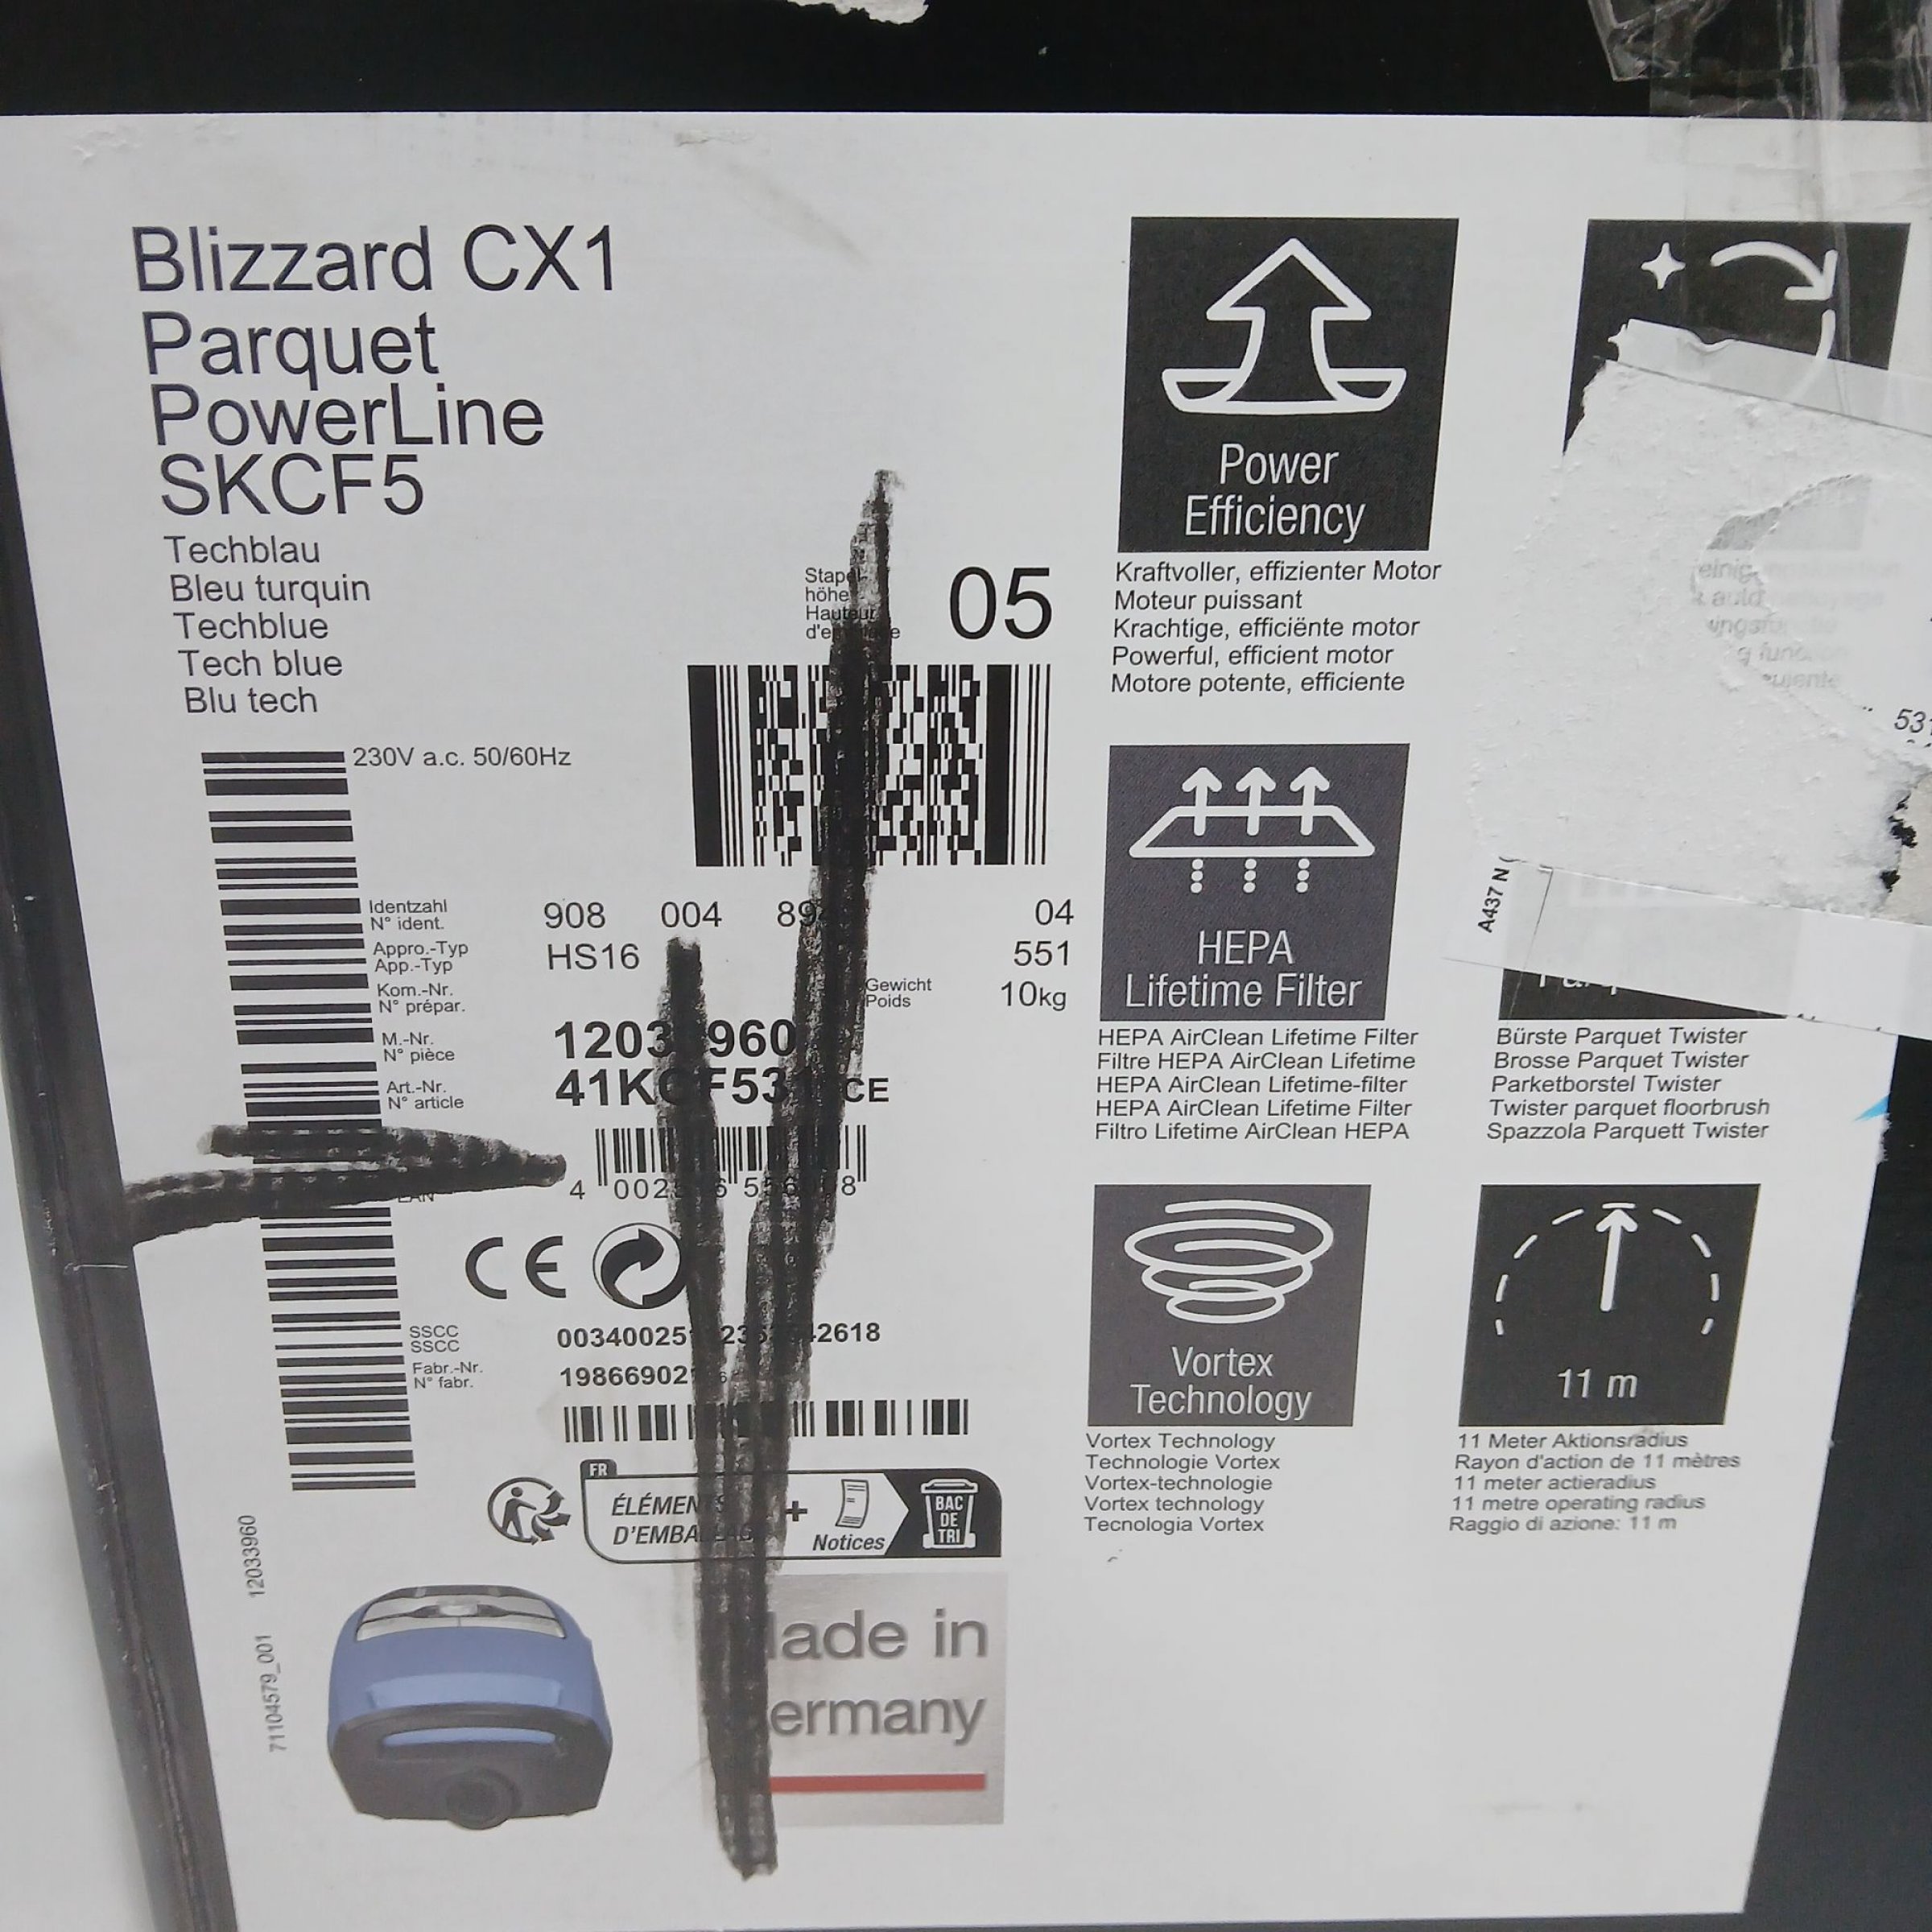 Blizzard CX1
Parquet
PowerLine
SKCF5
Techblau
Bleu turquin
Techblue
Tech blue
Blu tech
230V a.c. 50/60Hz
höhe
05
Identzahl
N° ident.
908 004 04
Appro.-Typ
App.-Typ
HS16 551
Kom.-Nr.
N° prépar.
Gewicht
Poids
10kg
M.-Nr.
N° pièce
Art.-Nr.
N° article
CE
4
CE
SSCC
SSCC
Fabr.-Nr.
N° fabr.
FR
+
Notices
BAC
DE
TRI
71104579_001 12033960
in
Power
Efficiency
Kraftvoller, effizienter Motor
Moteur puissant
Krachtige, efficiënte motor
Powerful, efficient motor
Motore potente, efficiente
HEPA
Lifetime Filter
HEPA AirClean Lifetime Filter
Filtre HEPA AirClean Lifetime
HEPA AirClean Lifetime-filter
HEPA AirClean Lifetime Filter
Filtro Lifetime AirClean HEPA
A437 N
Bürste Parquet Twister
Brosse Parquet Twister
Parketborstel Twister
Twister parquet floorbrush
Spazzola Parquett Twister
Vortex
Technology
Vortex Technology
Technologie Vortex
Vortex-technologie
Vortex technology
Tecnologia Vortex
11 m
11 Meter Aktionsradius
Rayon d'action de 11 mètres
11 meter actieradius
11 metre operating radius
Raggio di azione: 11 m